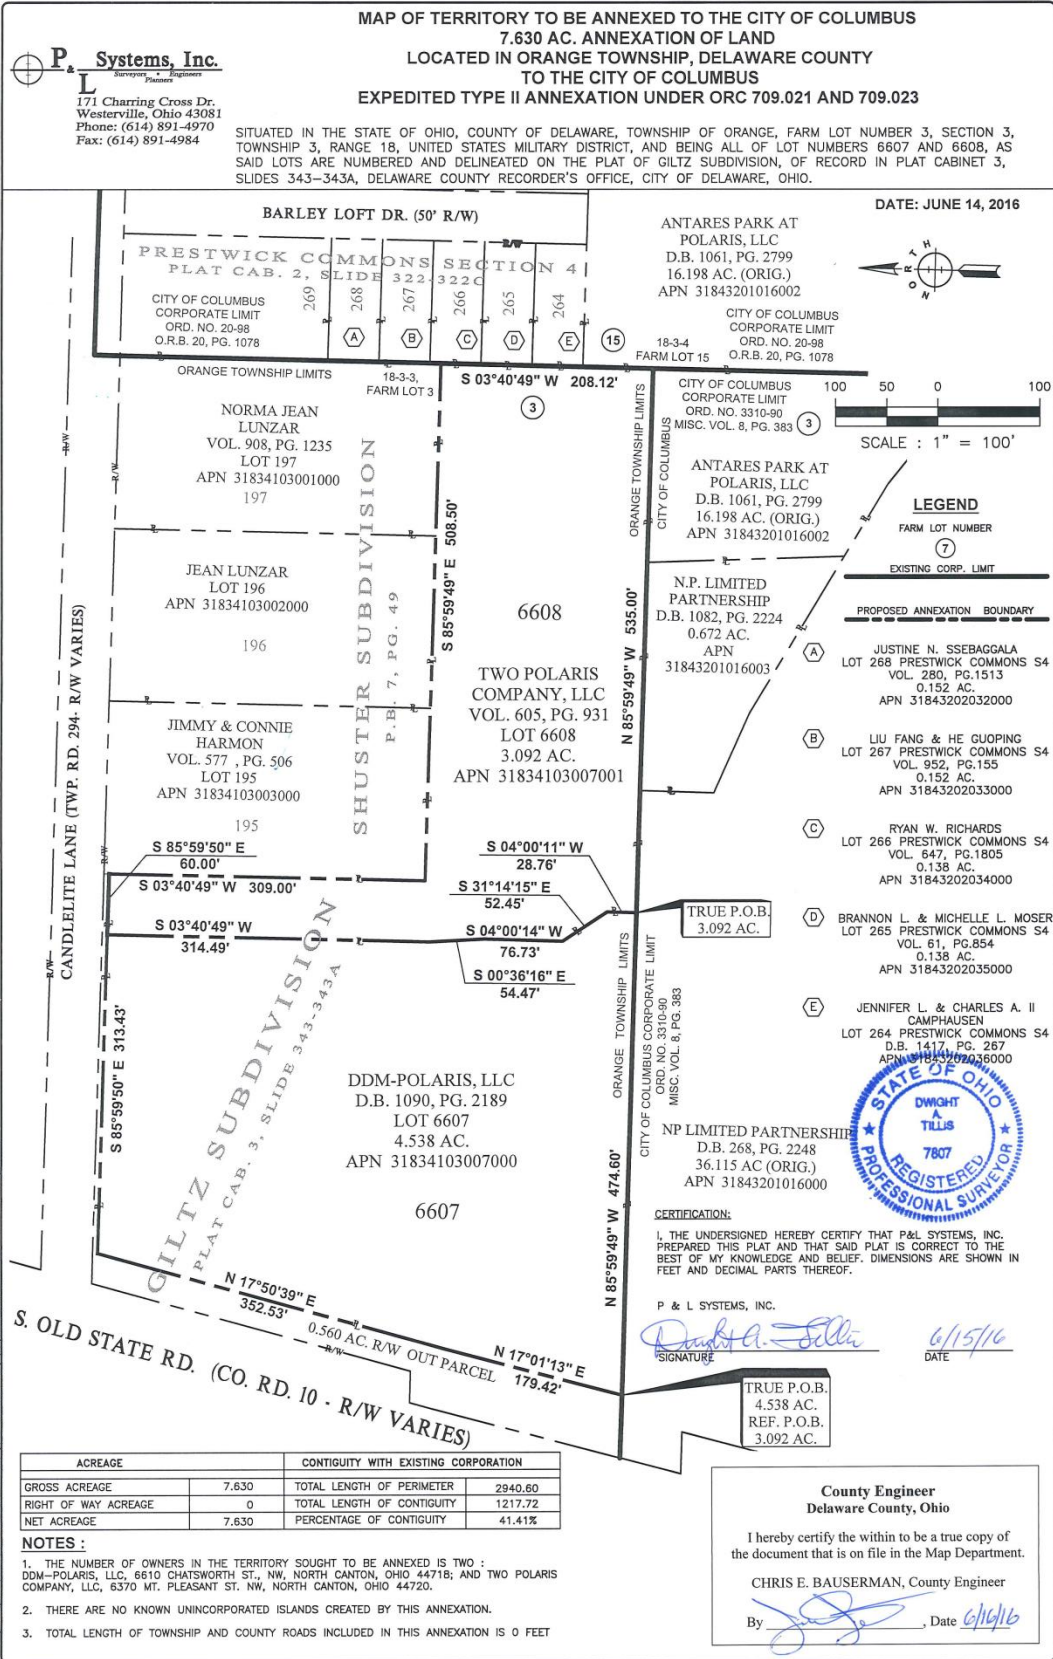 MAP OF TERRITORY TO BE ANNEXED TO THE CITY OF COLUMBUS
7.630 AC. ANNEXATION OF LAND
LOCATED IN ORANGE TOWNSHIP, DELAWARE COUNTY
TO THE CITY OF COLUMBUS
EXPEDITED TYPE II ANNEXATION UNDER ORC 709.021 AND 709.023
P & L Systems, Inc.
Surveyors • Engineers
Planners
171 Charring Cross Dr.
Westerville, Ohio 43081
Phone: (614) 891-4970
Fax: (614) 891-4984
SITUATED IN THE STATE OF OHIO, COUNTY OF DELAWARE, TOWNSHIP OF ORANGE, FARM LOT NUMBER 3, SECTION 3,
TOWNSHIP 3, RANGE 18, UNITED STATES MILITARY DISTRICT, AND BEING ALL OF LOT NUMBERS 6607 AND 6608, AS
SAID LOTS ARE NUMBERED AND DELINEATED ON THE PLAT OF GILTZ SUBDIVISION, OF RECORD IN PLAT CABINET 3,
SLIDES 343-343A, DELAWARE COUNTY RECORDER'S OFFICE, CITY OF DELAWARE, OHIO.
DATE: JUNE 14, 2016
NORTH
BARLEY LOFT DR. (50' R/W)
R/W
PRESTWICK COMMONS SECTION 4
PLAT CAB. 2, SLIDE 322-322C
CITY OF COLUMBUS
CORPORATE LIMIT
ORD. NO. 20-98
O.R.B. 20, PG. 1078
269
268
267
266
265
264
A
B
C
D
E
15
ANTARES PARK AT
POLARIS, LLC
D.B. 1061, PG. 2799
16.198 AC. (ORIG.)
APN 31843201016002
CITY OF COLUMBUS
CORPORATE LIMIT
ORD. NO. 20-98
O.R.B. 20, PG. 1078
18-3-4
FARM LOT 15
ORANGE TOWNSHIP LIMITS
18-3-3,
FARM LOT 3
S 03°40'49" W 208.12'
3
CITY OF COLUMBUS
CORPORATE LIMIT
ORD. NO. 3310-90
MISC. VOL. 8, PG. 383
3
100 50 0 100
SCALE : 1" = 100'
NORMA JEAN
LUNZAR
VOL. 908, PG. 1235
LOT 197
APN 31834103001000
197
JEAN LUNZAR
LOT 196
APN 31834103002000
196
JIMMY & CONNIE
HARMON
VOL. 577 , PG. 506
LOT 195
APN 31834103003000
195
SHUSTER SUBDIVISION
P.B. 7, PG. 49
S 85°59'49" E 508.50'
6608
TWO POLARIS
COMPANY, LLC
VOL. 605, PG. 931
LOT 6608
3.092 AC.
APN 31834103007001
N 85°59'49" W 535.00'
ORANGE TOWNSHIP LIMITS
CITY OF COLUMBUS
ANTARES PARK AT
POLARIS, LLC
D.B. 1061, PG. 2799
16.198 AC. (ORIG.)
APN 31843201016002
N.P. LIMITED
PARTNERSHIP
D.B. 1082, PG. 2224
0.672 AC.
APN
31843201016003
LEGEND
FARM LOT NUMBER
7
EXISTING CORP. LIMIT
PROPOSED ANNEXATION BOUNDARY
A
JUSTINE N. SSEBAGGALA
LOT 268 PRESTWICK COMMONS S4
VOL. 280, PG.1513
0.152 AC.
APN 31843202032000
B
LIU FANG & HE GUOPING
LOT 267 PRESTWICK COMMONS S4
VOL. 952, PG.155
0.152 AC.
APN 31843202033000
C
RYAN W. RICHARDS
LOT 266 PRESTWICK COMMONS S4
VOL. 647, PG.1805
0.138 AC.
APN 31843202034000
D
BRANNON L. & MICHELLE L. MOSER
LOT 265 PRESTWICK COMMONS S4
VOL. 61, PG.854
0.138 AC.
APN 31843202035000
E
JENNIFER L. & CHARLES A. II
CAMPHAUSEN
LOT 264 PRESTWICK COMMONS S4
D.B. 1417, PG. 267
APN 31843202036000
CANDLELITE LANE (TWP. RD. 294- R/W VARIES)
R/W
R/W
S 85°59'50" E
60.00'
S 03°40'49" W 309.00'
S 03°40'49" W
314.49'
S 04°00'11" W
28.76'
S 31°14'15" E
52.45'
S 04°00'14" W
76.73'
S 00°36'16" E
54.47'
TRUE P.O.B.
3.092 AC.
S 85°59'50" E 313.43'
GILTZ SUBDIVISION
PLAT CAB. 3, SLIDE 343-343A
DDM-POLARIS, LLC
D.B. 1090, PG. 2189
LOT 6607
4.538 AC.
APN 31834103007000
6607
ORANGE TOWNSHIP LIMITS
CITY OF COLUMBUS CORPORATE LIMIT
ORD. NO. 3310-90
MISC. VOL. 8, PG. 383
N 85°59'49" W 474.60'
NP LIMITED PARTNERSHIP
D.B. 268, PG. 2248
36.115 AC (ORIG.)
APN 31843201016000
STATE OF OHIO
DWIGHT
A.
TILLIS
7807
REGISTERED
PROFESSIONAL SURVEYOR
CERTIFICATION:
I, THE UNDERSIGNED HEREBY CERTIFY THAT P&L SYSTEMS, INC.
PREPARED THIS PLAT AND THAT SAID PLAT IS CORRECT TO THE
BEST OF MY KNOWLEDGE AND BELIEF. DIMENSIONS ARE SHOWN IN
FEET AND DECIMAL PARTS THEREOF.
P & L SYSTEMS, INC.
Dwight A. Tillis 6/15/16
SIGNATURE DATE
N 17°50'39" E
352.53'
0.560 AC. R/W OUT PARCEL
R/W
N 17°01'13" E
179.42'
S. OLD STATE RD. (CO. RD. 10 - R/W VARIES)
TRUE P.O.B.
4.538 AC.
REF. P.O.B.
3.092 AC.
ACREAGE CONTIGUITY WITH EXISTING CORPORATION
GROSS ACREAGE 7.630 TOTAL LENGTH OF PERIMETER 2940.60
RIGHT OF WAY ACREAGE 0 TOTAL LENGTH OF CONTIGUITY 1217.72
NET ACREAGE 7.630 PERCENTAGE OF CONTIGUITY 41.41%
NOTES :
1. THE NUMBER OF OWNERS IN THE TERRITORY SOUGHT TO BE ANNEXED IS TWO :
DDM-POLARIS, LLC, 6610 CHATSWORTH ST., NW, NORTH CANTON, OHIO 44718; AND TWO POLARIS
COMPANY, LLC, 6370 MT. PLEASANT ST. NW, NORTH CANTON, OHIO 44720.
2. THERE ARE NO KNOWN UNINCORPORATED ISLANDS CREATED BY THIS ANNEXATION.
3. TOTAL LENGTH OF TOWNSHIP AND COUNTY ROADS INCLUDED IN THIS ANNEXATION IS 0 FEET
County Engineer
Delaware County, Ohio
I hereby certify the within to be a true copy of
the document that is on file in the Map Department.
CHRIS E. BAUSERMAN, County Engineer
By , Date 6/16/16